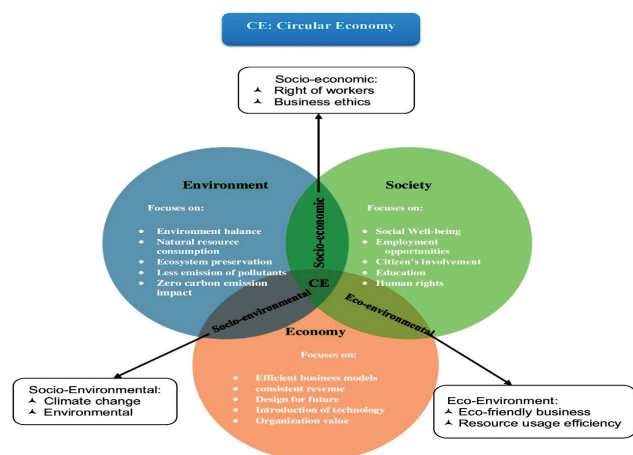 CE: Circular Economy
Socio-economic:
Right of workers
Business ethics
Environment
Focuses on:
Environment balance
Natural resource
consumption
Ecosystem preservation
Less emission of pollutants
Zero carbon emission
impact
Society
Focuses on:
Social Well-being
Employment
opportunities
Citizen's involvement
Education
Human rights
Socio-economic
CE
Socio-environmental
Eco-environmental
Economy
Focuses on:
Efficient business models
consistent revenue
Design for future
Introduction of technology
Organization value
Socio-Environmental:
Climate change
Environmental
Eco-Environment:
Eco-friendly business
Resource usage efficiency